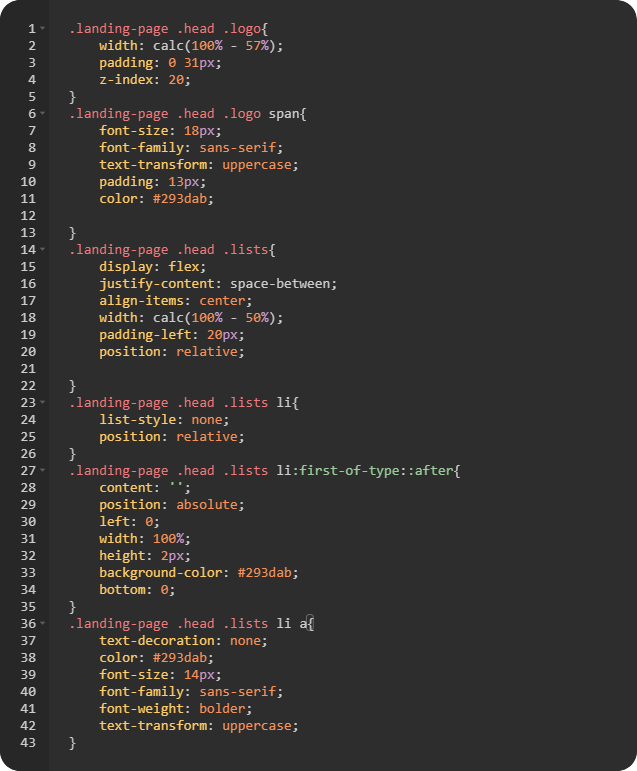 1 .landing-page .head .logo{
2 width: calc(100% - 57%);
3 padding: 0 31px;
4 z-index: 20;
5 }
6 .landing-page .head .logo span{
7 font-size: 18px;
8 font-family: sans-serif;
9 text-transform: uppercase;
10 padding: 13px;
11 color: #293dab;
12
13 }
14 .landing-page .head .lists{
15 display: flex;
16 justify-content: space-between;
17 align-items: center;
18 width: calc(100% - 50%);
19 padding-left: 20px;
20 position: relative;
21
22 }
23 .landing-page .head .lists li{
24 list-style: none;
25 position: relative;
26 }
27 .landing-page .head .lists li:first-of-type::after{
28 content: '';
29 position: absolute;
30 left: 0;
31 width: 100%;
32 height: 2px;
33 background-color: #293dab;
34 bottom: 0;
35 }
36 .landing-page .head .lists li a{
37 text-decoration: none;
38 color: #293dab;
39 font-size: 14px;
40 font-family: sans-serif;
41 font-weight: bolder;
42 text-transform: uppercase;
43 }